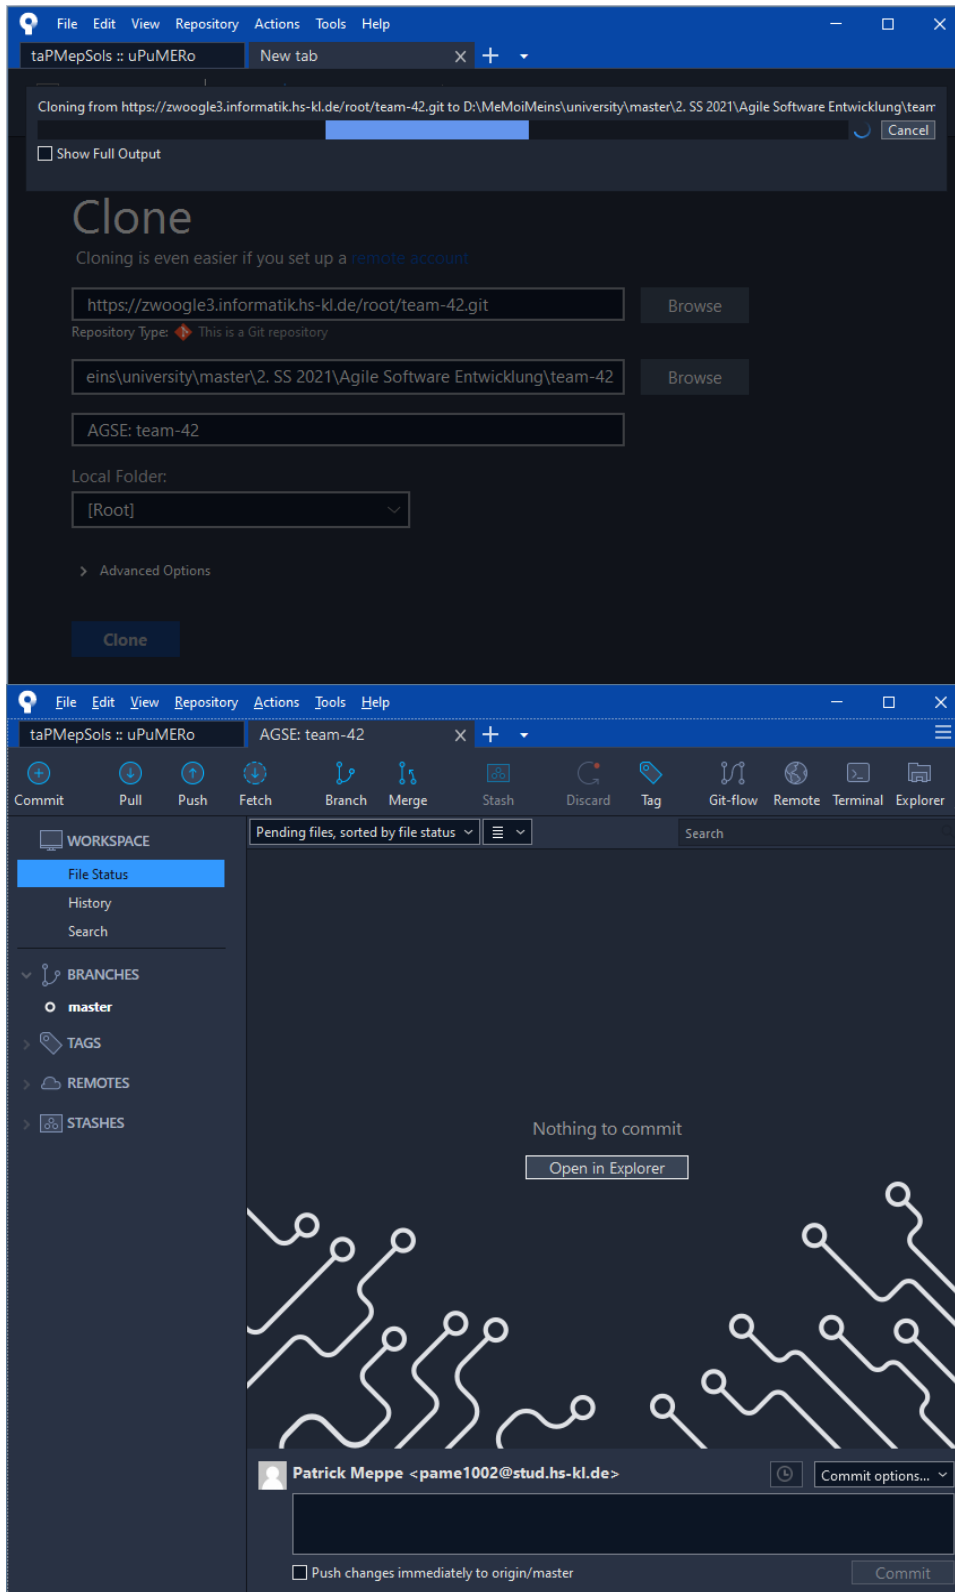 File Edit View Repository Actions Tools Help
taPMepSols :: uPuMERo New tab
Cloning from https://zwoogle3.informatik.hs-kl.de/root/team-42.git to D:\MeMoiMeins\university\master\2. SS 2021\Agile Software Entwicklung\team
Cancel
Show Full Output
Clone
Cloning is even easier if you set up a remote account
https://zwoogle3.informatik.hs-kl.de/root/team-42.git Browse
Repository Type: This is a Git repository
eins\university\master\2. SS 2021\Agile Software Entwicklung\team-42 Browse
AGSE: team-42
Local Folder:
[Root]
Advanced Options
Clone
File Edit View Repository Actions Tools Help
taPMepSols :: uPuMERo AGSE: team-42
Commit Pull Push Fetch Branch Merge Stash Discard Tag Git-flow Remote Terminal Explorer
WORKSPACE Pending files, sorted by file status Search
File Status
History
Search
BRANCHES
master
TAGS
REMOTES
STASHES
Nothing to commit
Open in Explorer
Patrick Meppe <pame1002@stud.hs-kl.de> Commit options...
Push changes immediately to origin/master Commit